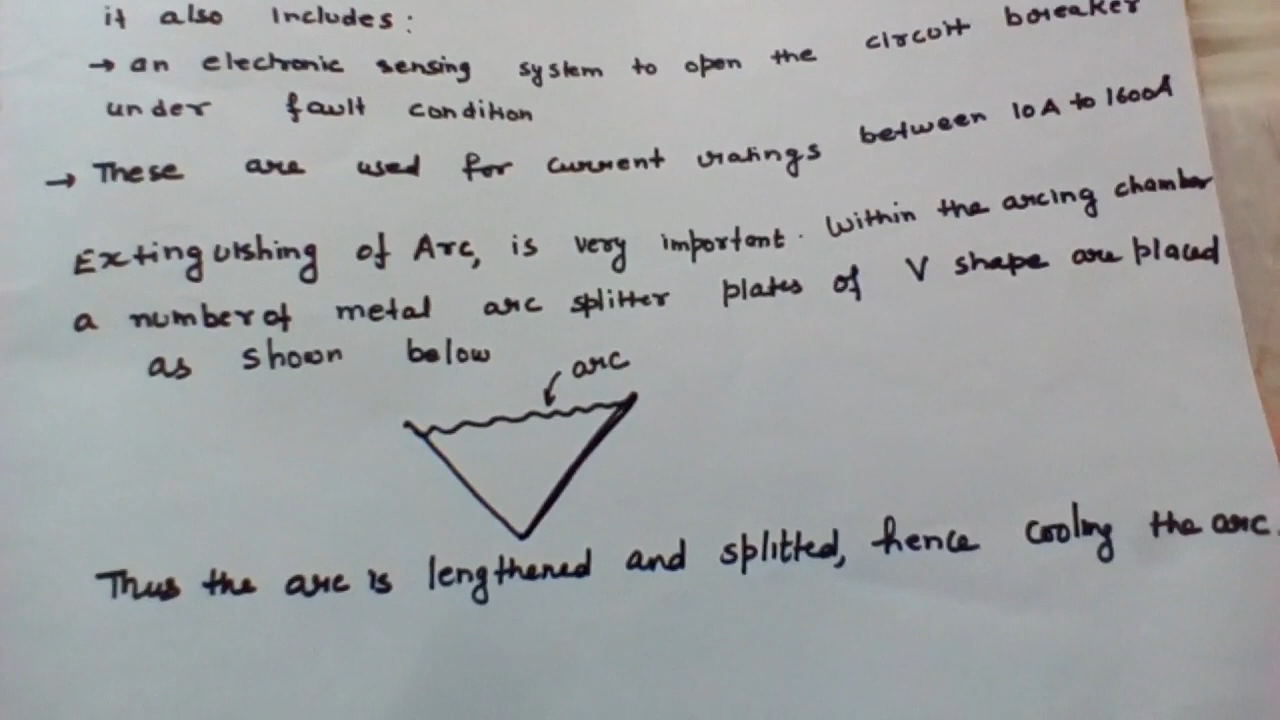 it also Includes:
→ an electronic sensing system to open the circuit breaker
under fault condition
→ These are used for current ratings between 10A to 1600A
Extinguishing of Arc, is very important. Within the arcing chamber
a number of metal arc splitter plates of V shape are placed
as shown below
arc
Thus the arc is lengthened and splitted, hence cooling the arc.